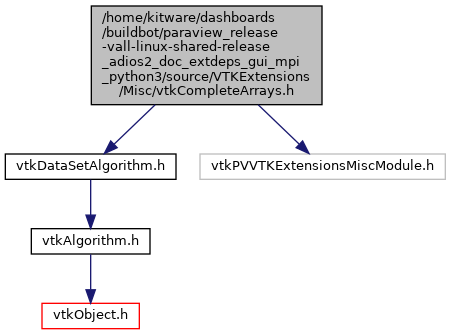 /home/kitware/dashboards
/buildbot/paraview_release
-vall-linux-shared-release
_adios2_doc_extdeps_gui_mpi
_python3/source/VTKExtensions
/Misc/vtkCompleteArrays.h
vtkDataSetAlgorithm.h
vtkPVVTKExtensionsMiscModule.h
vtkAlgorithm.h
vtkObject.h